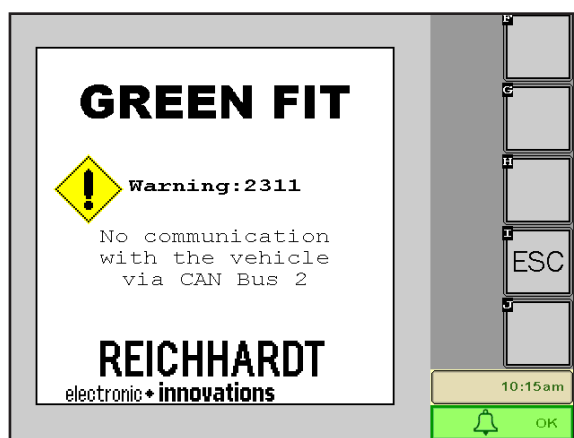 GREEN FIT
Warning:2311
No communication
with the vehicle
via CAN Bus 2
REICHHARDT
electronic innovations
F
G
H
I
ESC
J
10:15am
OK